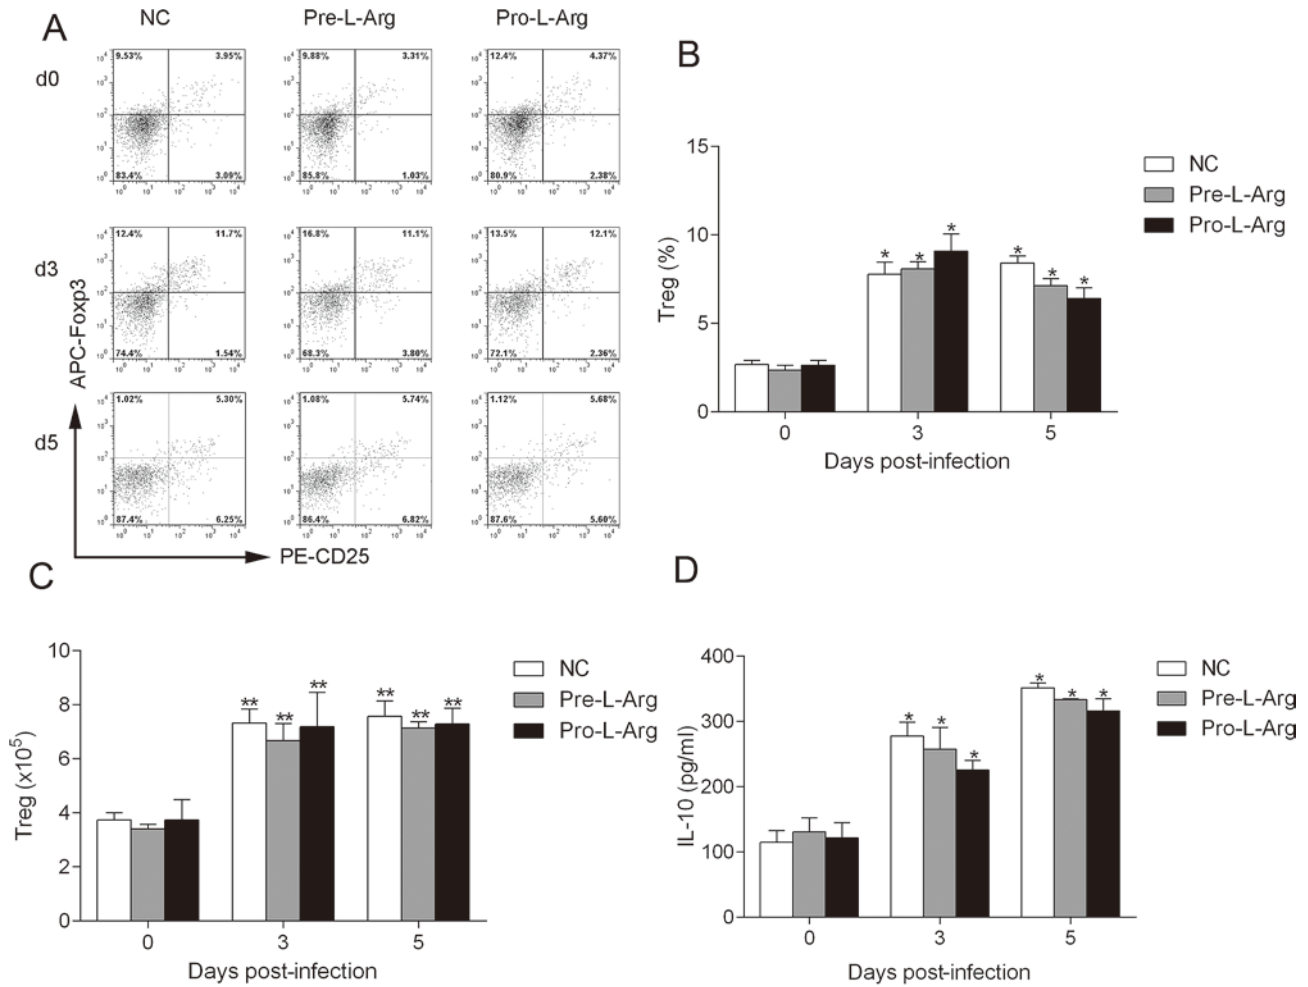 A
NC Pre-L-Arg Pro-L-Arg
d0
9.53% 3.95%
83.4% 3.09%
9.88% 3.31%
85.8% 1.03%
12.4% 4.37%
80.9% 2.38%
d3
12.4% 11.7%
74.4% 1.54%
16.8% 11.1%
68.3% 3.80%
13.5% 12.1%
72.1% 2.36%
d5
1.02% 5.30%
87.4% 6.25%
1.08% 5.74%
86.4% 6.82%
1.12% 5.68%
87.6% 5.60%
10⁰ 10¹ 10² 10³ 10⁴
APC-Foxp3
PE-CD25
B
15
10
5
0
Treg (%)
* * * * * *
0 3 5
Days post-infection
NC
Pre-L-Arg
Pro-L-Arg
C
10
8
6
4
2
0
Treg (x10⁵)
** ** ** ** ** **
0 3 5
Days post-infection
NC
Pre-L-Arg
Pro-L-Arg
D
400
300
200
100
0
IL-10 (pg/ml)
* * * * * *
0 3 5
Days post-infection
NC
Pre-L-Arg
Pro-L-Arg